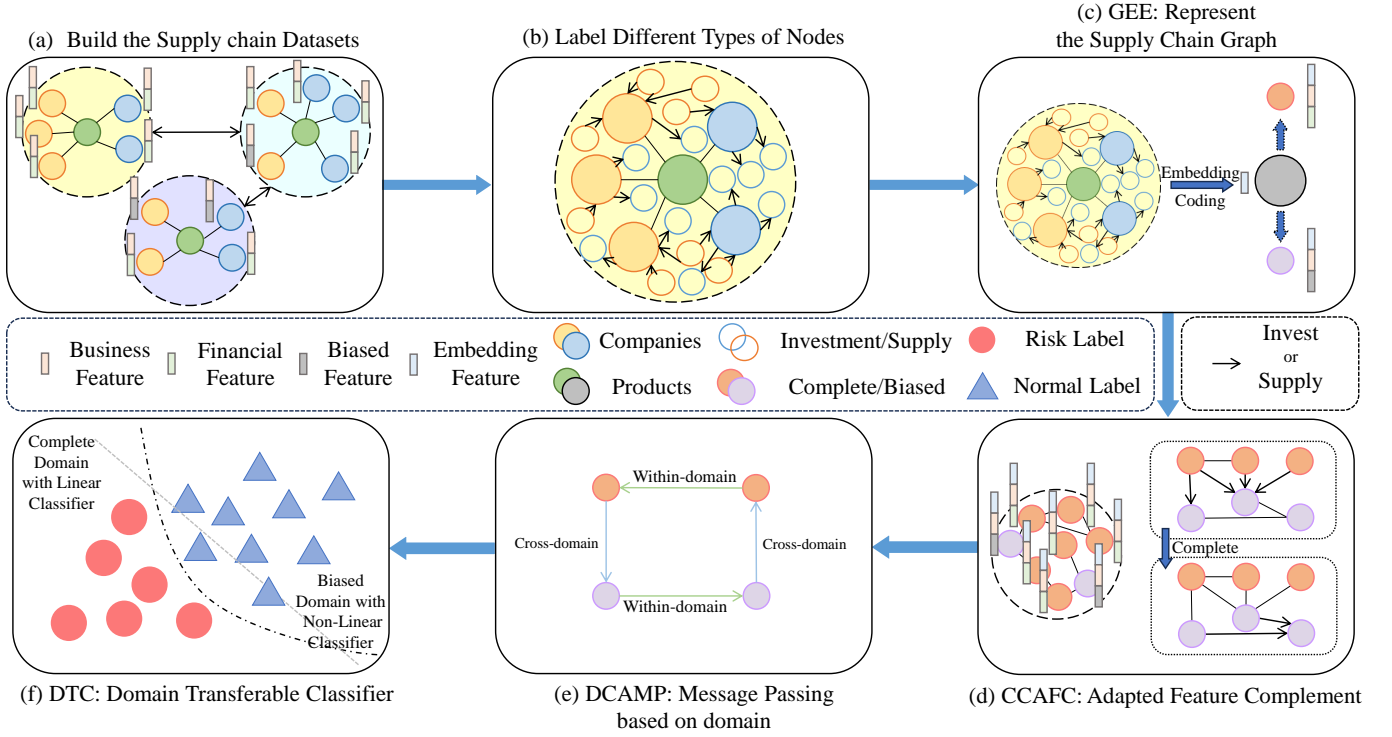 (a) Build the Supply chain Datasets
(b) Label Different Types of Nodes
(c) GEE: Represent
the Supply Chain Graph
Embedding
Coding
Business
Feature
Financial
Feature
Biased
Feature
Embedding
Feature
Companies
Products
Investment/Supply
Complete/Biased
Risk Label
Normal Label
Invest
or
Supply
Complete
Domain
with Linear
Classifier
Biased
Domain with
Non-Linear
Classifier
Within-domain
Cross-domain
Cross-domain
Within-domain
Complete
(f) DTC: Domain Transferable Classifier
(e) DCAMP: Message Passing
based on domain
(d) CCAFC: Adapted Feature Complement